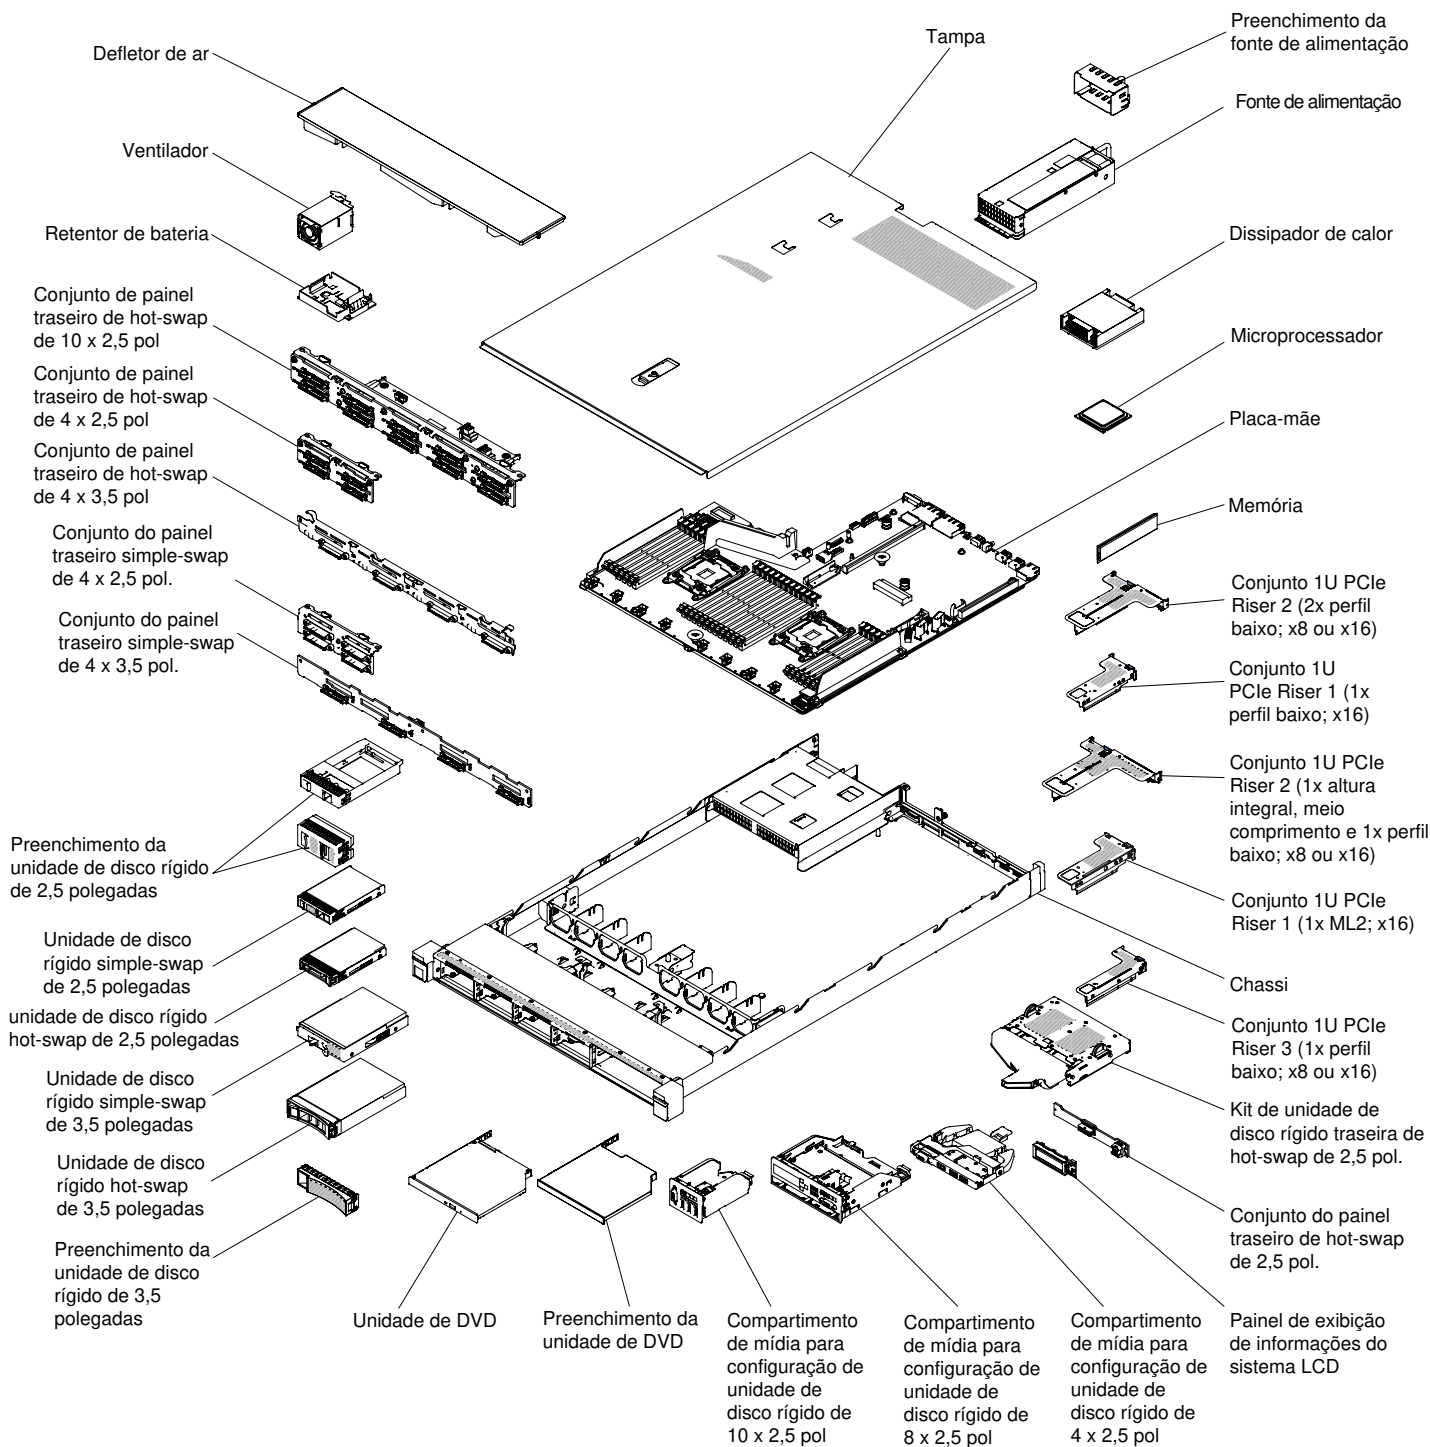 Defletor de ar
Ventilador
Retentor de bateria
Conjunto de painel
traseiro de hot-swap
de 10 x 2,5 pol
Conjunto de painel
traseiro de hot-swap
de 4 x 2,5 pol
Conjunto de painel
traseiro de hot-swap
de 4 x 3,5 pol
Conjunto do painel
traseiro simple-swap
de 4 x 2,5 pol.
Conjunto do painel
traseiro simple-swap
de 4 x 3,5 pol.
Preenchimento da
unidade de disco rígido
de 2,5 polegadas
Unidade de disco
rígido simple-swap
de 2,5 polegadas
unidade de disco rígido
hot-swap de 2,5 polegadas
Unidade de disco
rígido simple-swap
de 3,5 polegadas
Unidade de disco
rígido hot-swap
de 3,5 polegadas
Preenchimento da
unidade de disco
rígido de 3,5
polegadas
Unidade de DVD
Preenchimento da
unidade de DVD
Compartimento
de mídia para
configuração de
unidade de
disco rígido de
10 x 2,5 pol
Compartimento
de mídia para
configuração de
unidade de
disco rígido de
8 x 2,5 pol
Compartimento
de mídia para
configuração de
unidade de
disco rígido de
4 x 2,5 pol
Tampa
Preenchimento da
fonte de alimentação
Fonte de alimentação
Dissipador de calor
Microprocessador
Placa-mãe
Memória
Conjunto 1U PCIe
Riser 2 (2x perfil
baixo; x8 ou x16)
Conjunto 1U
PCIe Riser 1 (1x
perfil baixo; x16)
Conjunto 1U PCIe
Riser 2 (1x altura
integral, meio
comprimento e 1x perfil
baixo; x8 ou x16)
Conjunto 1U PCIe
Riser 1 (1x ML2; x16)
Chassi
Conjunto 1U PCIe
Riser 3 (1x perfil
baixo; x8 ou x16)
Kit de unidade de
disco rígido traseira de
hot-swap de 2,5 pol.
Conjunto do painel
traseiro de hot-swap
de 2,5 pol.
Painel de exibição
de informações do
sistema LCD